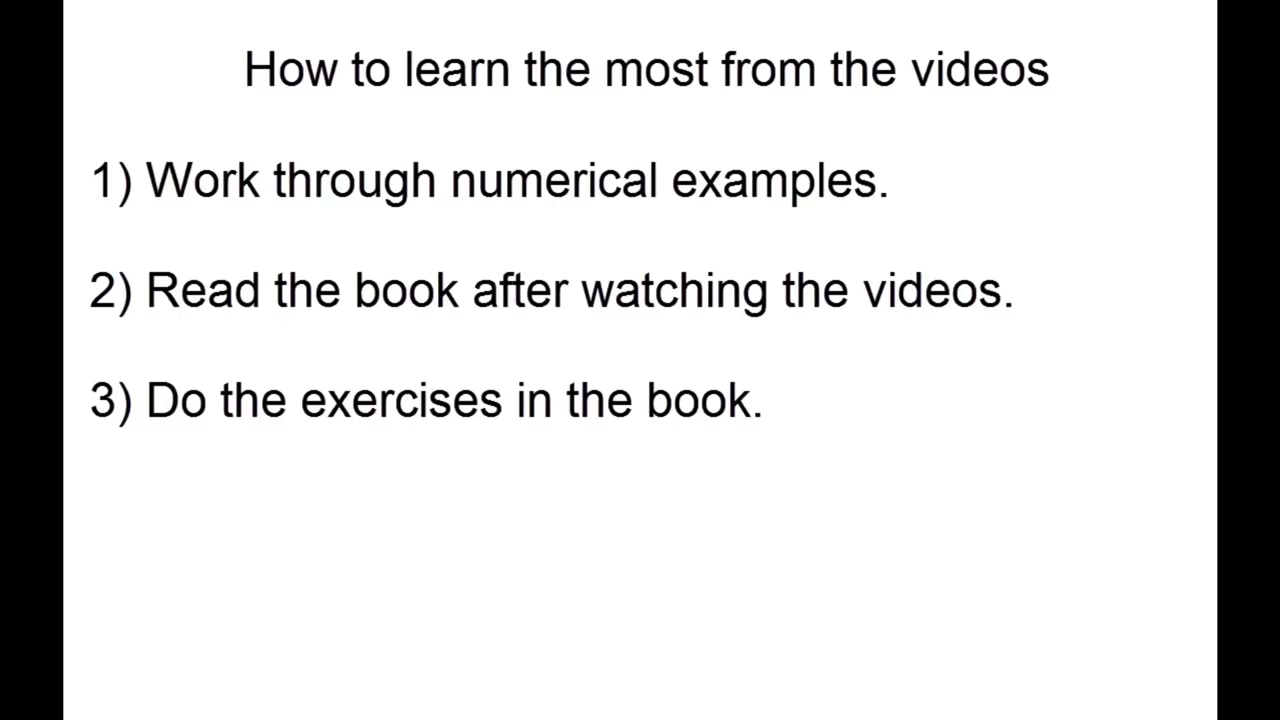 How to learn the most from the videos
1) Work through numerical examples.
2) Read the book after watching the videos.
3) Do the exercises in the book.